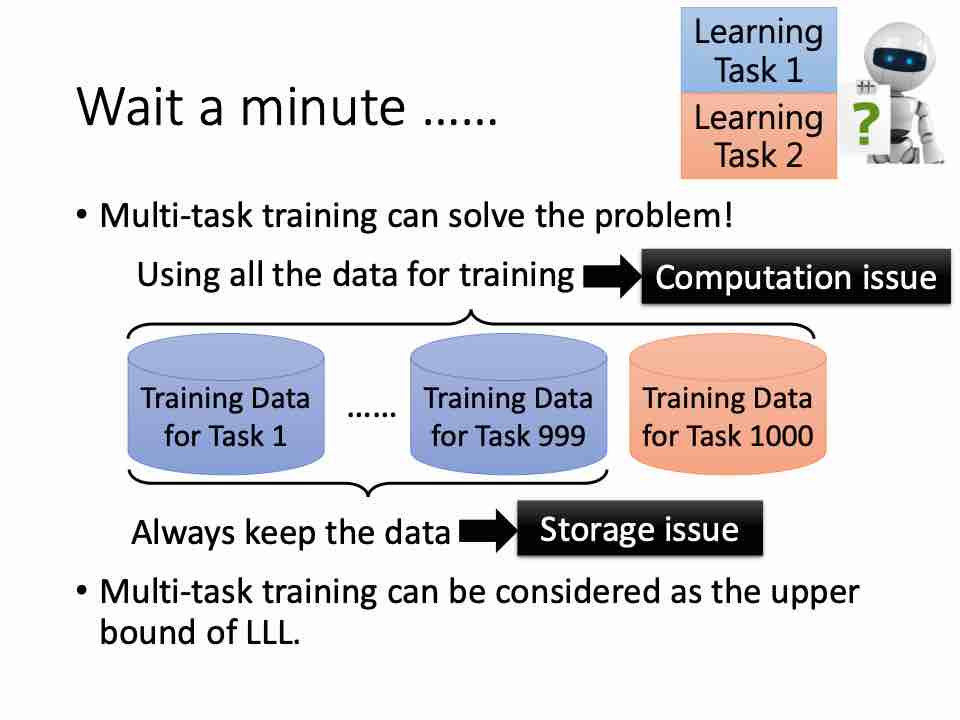 Learning
Task 1
Learning
Task 2
?
Wait a minute ……
• Multi-task training can solve the problem!
Using all the data for training
Computation issue
Training Data
for Task 1
……
Training Data
for Task 999
Training Data
for Task 1000
Always keep the data
Storage issue
• Multi-task training can be considered as the upper
bound of LLL.